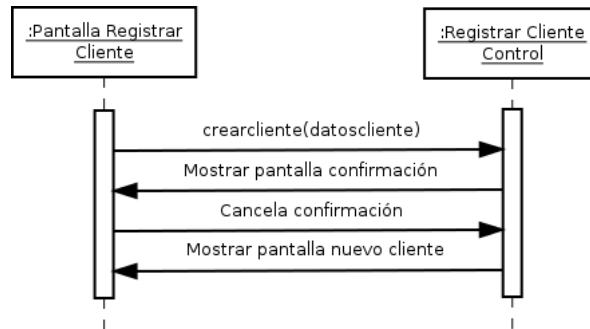 :Pantalla Registrar
Cliente
:Registrar Cliente
Control
crearcliente(datoscliente)
Mostrar pantalla confirmación
Cancela confirmación
Mostrar pantalla nuevo cliente